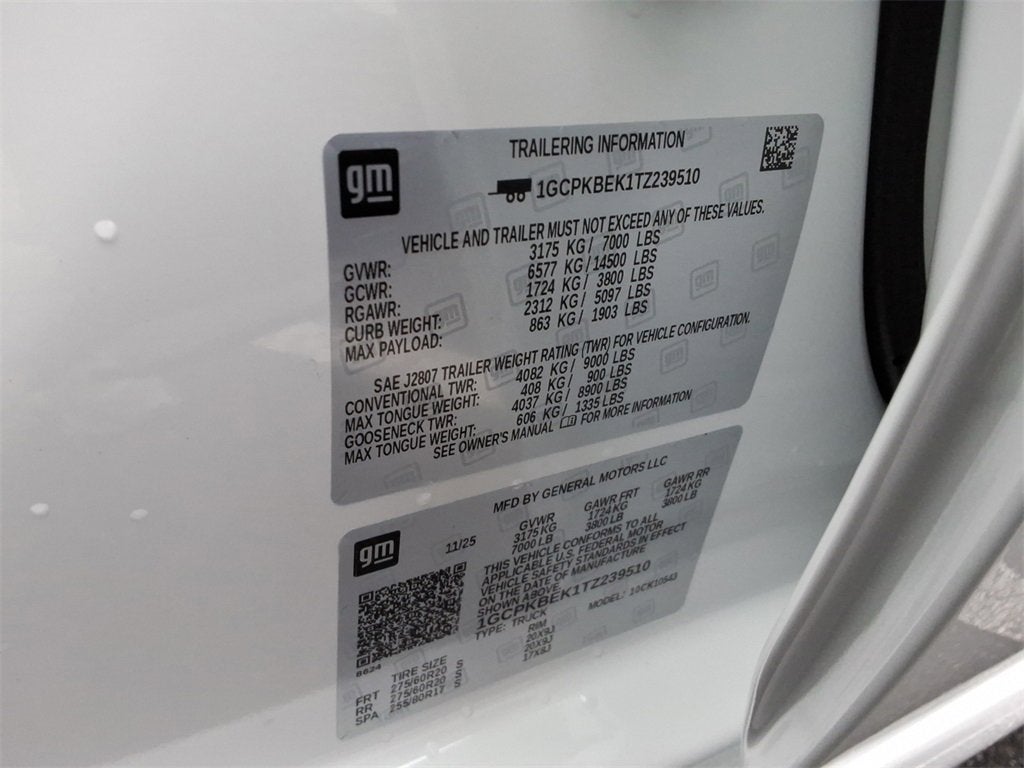 gm
TRAILERING INFORMATION
1GCPKBEK1TZ239510
VEHICLE AND TRAILER MUST NOT EXCEED ANY OF THESE VALUES.
GVWR: 3175 KG / 7000 LBS
GCWR: 6577 KG / 14500 LBS
RGAWR: 1724 KG / 3800 LBS
CURB WEIGHT: 2312 KG / 5097 LBS
MAX PAYLOAD: 863 KG / 1903 LBS
SAE J2807 TRAILER WEIGHT RATING (TWR) FOR VEHICLE CONFIGURATION.
CONVENTIONAL TWR: 4082 KG / 9000 LBS
MAX TONGUE WEIGHT: 408 KG / 900 LBS
GOOSENECK TWR: 4037 KG / 8900 LBS
MAX TONGUE WEIGHT: 606 KG / 1335 LBS
SEE OWNER'S MANUAL FOR MORE INFORMATION
gm
MFD BY GENERAL MOTORS LLC
11/25 GVWR GAWR FRT GAWR RR
3175 KG 1724 KG 1724 KG
7000 LB 3800 LB 3800 LB
THIS VEHICLE CONFORMS TO ALL
APPLICABLE U.S. FEDERAL MOTOR
VEHICLE SAFETY STANDARDS IN EFFECT
ON THE DATE OF MANUFACTURE
SHOWN ABOVE.
1GCPKBEK1TZ239510
TYPE: TRUCK MODEL: 10CK10543
8624
TIRE SIZE RIM
FRT 275/60R20 S 20X9J
RR 275/60R20 S 20X9J
SPA 255/80R17 S 17X8J